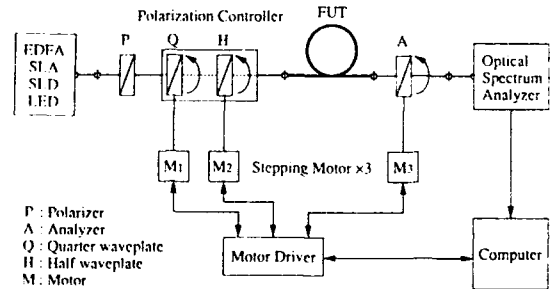 Polarization Controller
FUT
EDFA
SLA
SLD
LED
P
Q
H
A
Optical
Spectrum
Analyzer
M1
M2
Stepping Motor ×3
M3
P : Polarizer
A : Analyzer
Q : Quarter waveplate
H : Half waveplate
M : Motor
Motor Driver
Computer